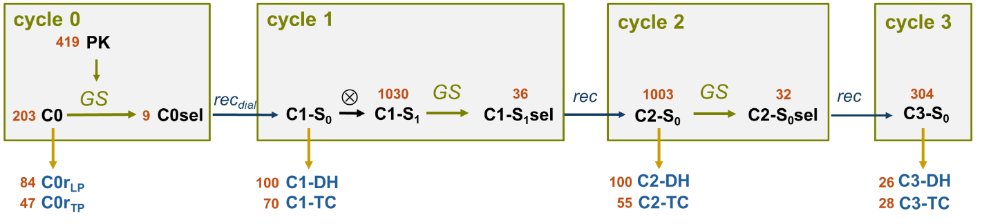 cycle 0
cycle 1
cycle 2
cycle 3
419 PK
GS
203 C0
9 C0sel
rec_dial
C1-S₀
⊗
1030
C1-S₁
GS
36
C1-S₁sel
rec
1003
C2-S₀
GS
32
C2-S₀sel
rec
304
C3-S₀
84 C0r_LP
47 C0r_TP
100 C1-DH
70 C1-TC
100 C2-DH
55 C2-TC
26 C3-DH
28 C3-TC